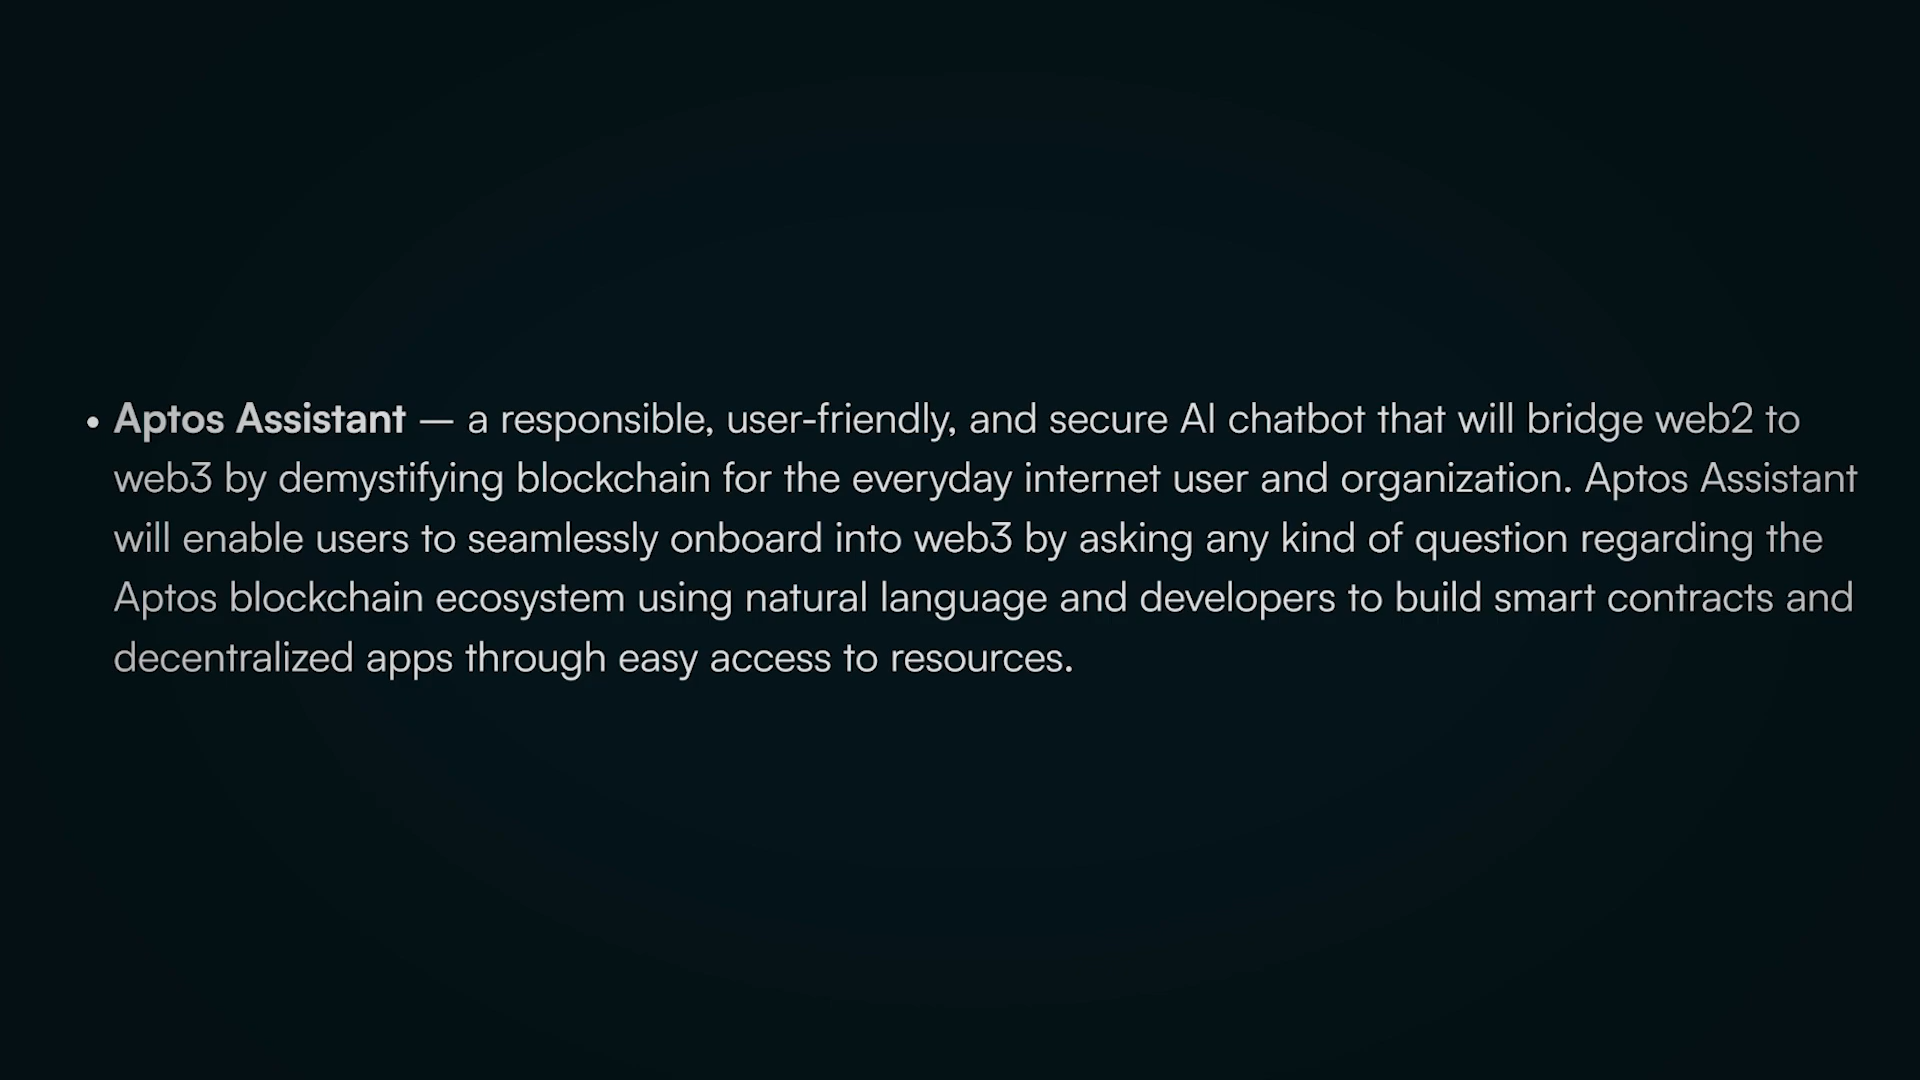 • Aptos Assistant — a responsible, user-friendly, and secure AI chatbot that will bridge web2 to
web3 by demystifying blockchain for the everyday internet user and organization. Aptos Assistant
will enable users to seamlessly onboard into web3 by asking any kind of question regarding the
Aptos blockchain ecosystem using natural language and developers to build smart contracts and
decentralized apps through easy access to resources.